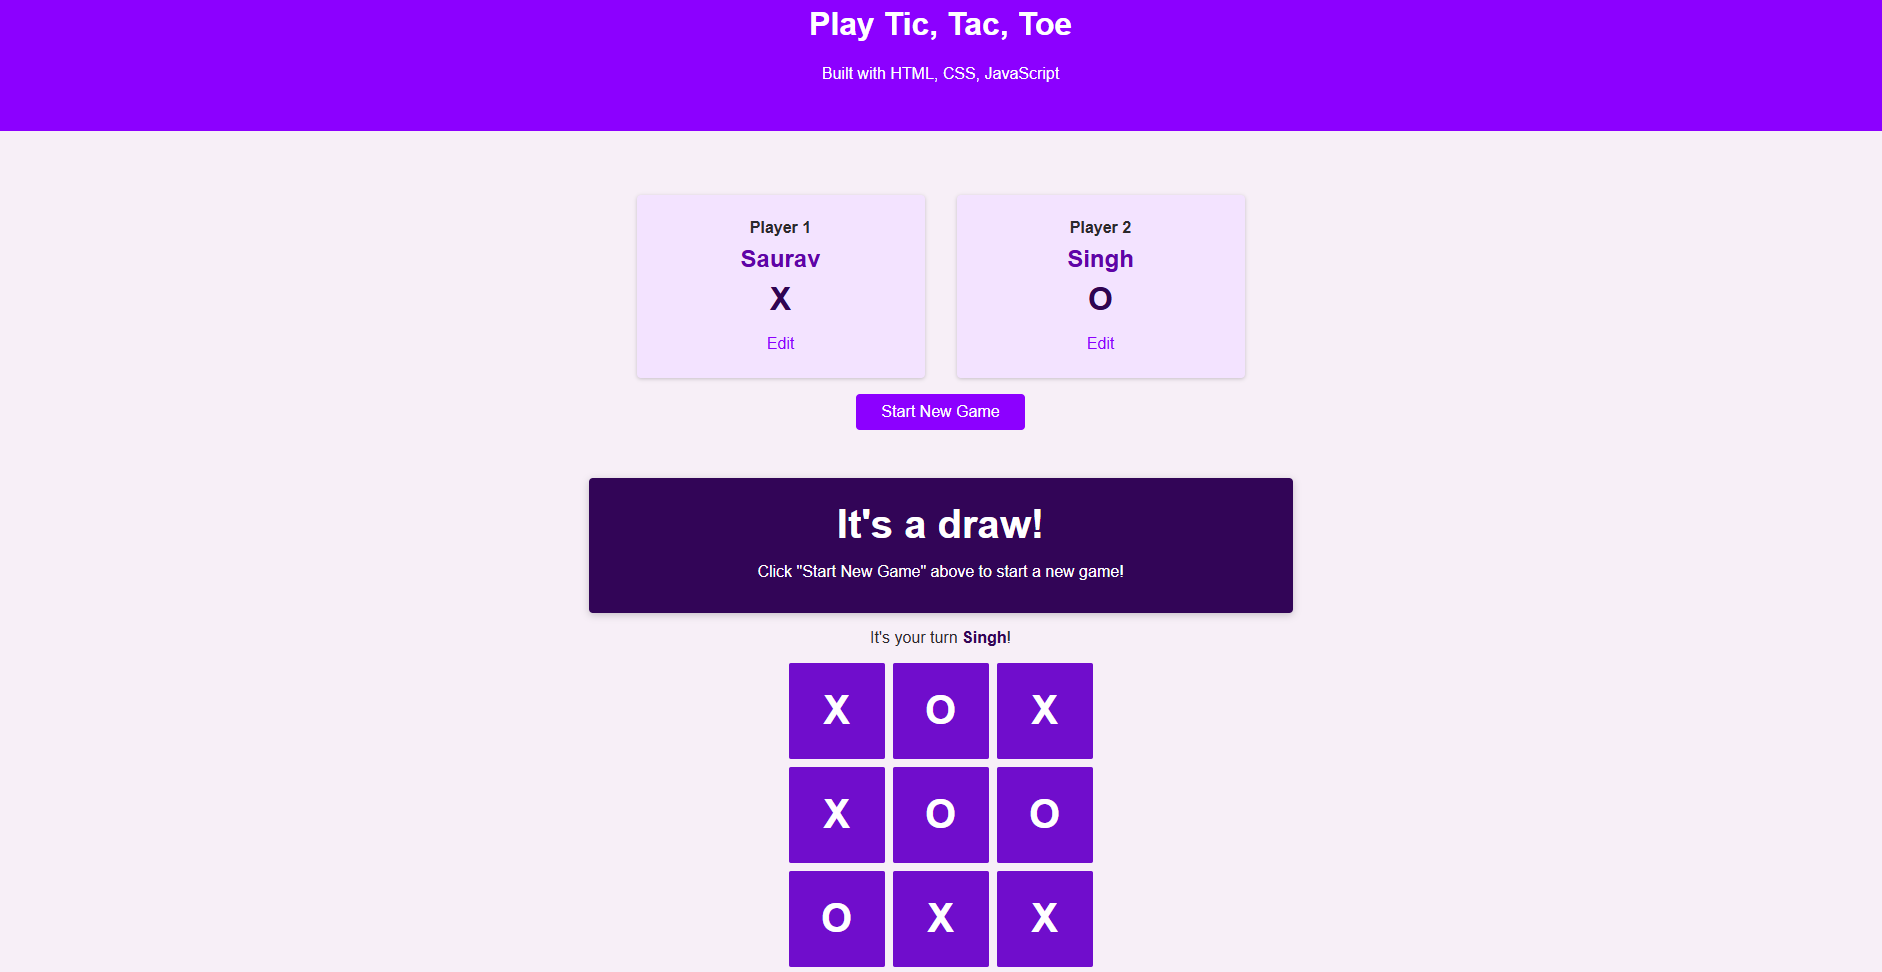 Play Tic, Tac, Toe
Built with HTML, CSS, JavaScript
Player 1
Saurav
X
Edit
Player 2
Singh
O
Edit
Start New Game
It's a draw!
Click "Start New Game" above to start a new game!
It's your turn Singh!
X O X
X O O
O X X